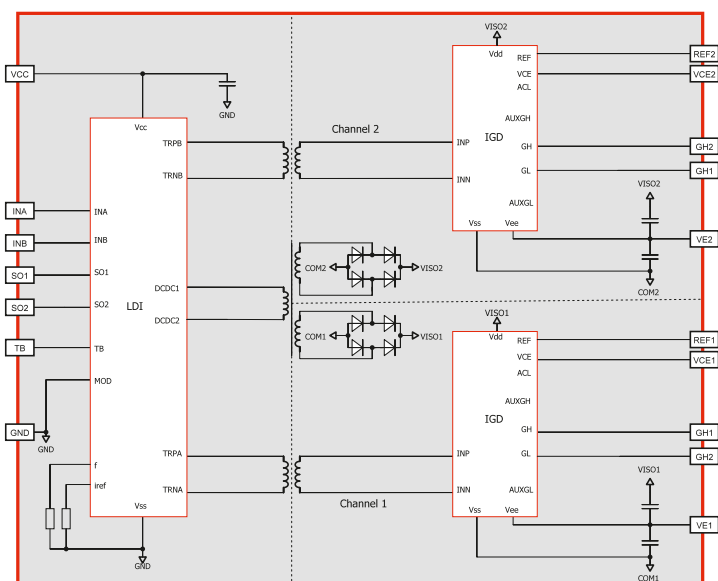 VISO2
VCC
Vdd
REF
REF2
VCE
VCE2
ACL
GND
Vcc
AUXGH
Channel 2
TRPB
INP
IGD
GH
GH2
TRNB
INN
GL
GH1
VISO2
AUXGL
INA
INA
Vss
Vee
INB
INB
VE2
SO1
SO1
COM2
VISO2
DCDC1
COM2
SO2
SO2
LDI
DCDC2
VISO1
COM1
VISO1
Vdd
REF
REF1
TB
TB
VCE
VCE1
ACL
MOD
AUXGH
IGD
GND
GH
GH1
GND
TRPA
INP
GL
GH2
f
VISO1
iref
TRNA
INN
AUXGL
Channel 1
Vss
Vss
Vee
VE1
GND
COM1